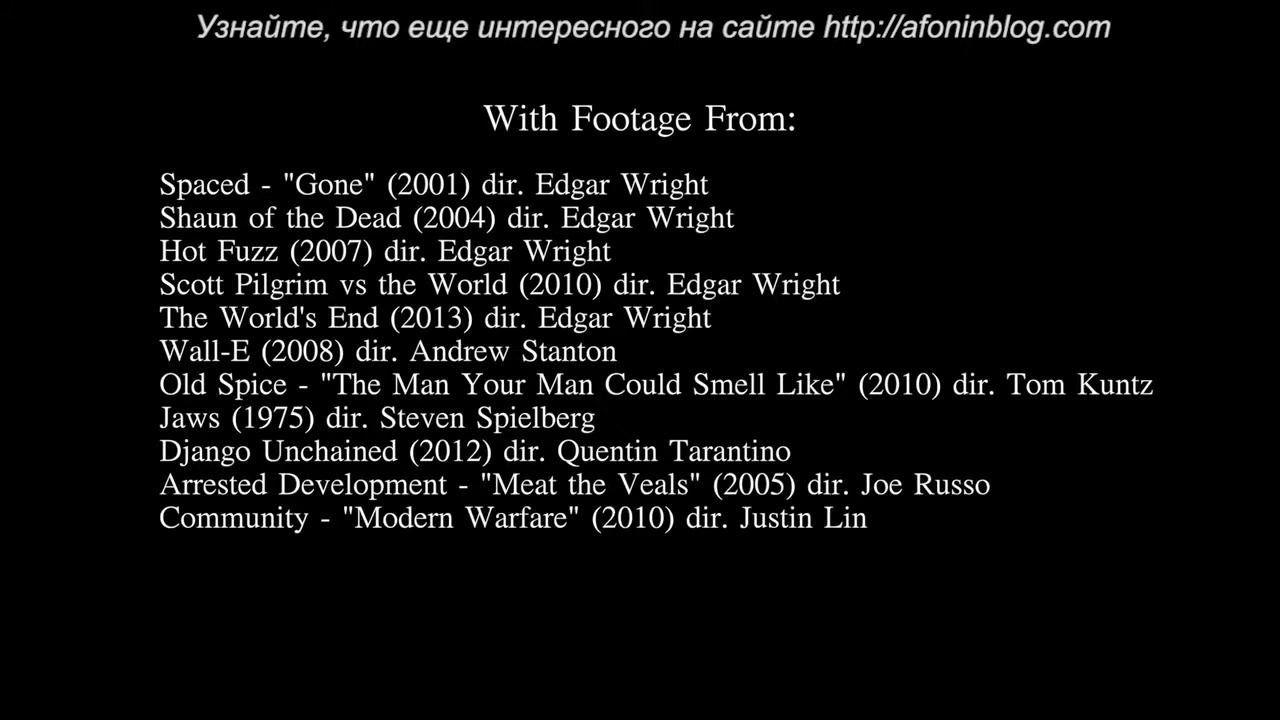 Узнайте, что еще интересного на сайте http://afoninblog.com
With Footage From:
Spaced - "Gone" (2001) dir. Edgar Wright
Shaun of the Dead (2004) dir. Edgar Wright
Hot Fuzz (2007) dir. Edgar Wright
Scott Pilgrim vs the World (2010) dir. Edgar Wright
The World's End (2013) dir. Edgar Wright
Wall-E (2008) dir. Andrew Stanton
Old Spice - "The Man Your Man Could Smell Like" (2010) dir. Tom Kuntz
Jaws (1975) dir. Steven Spielberg
Django Unchained (2012) dir. Quentin Tarantino
Arrested Development - "Meat the Veals" (2005) dir. Joe Russo
Community - "Modern Warfare" (2010) dir. Justin Lin